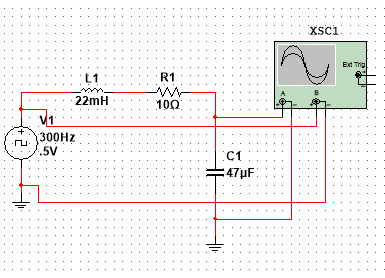 XSC1
Ext Trig
A
B
L1
22mH
R1
10Ω
V1
300Hz
.5V
C1
47µF